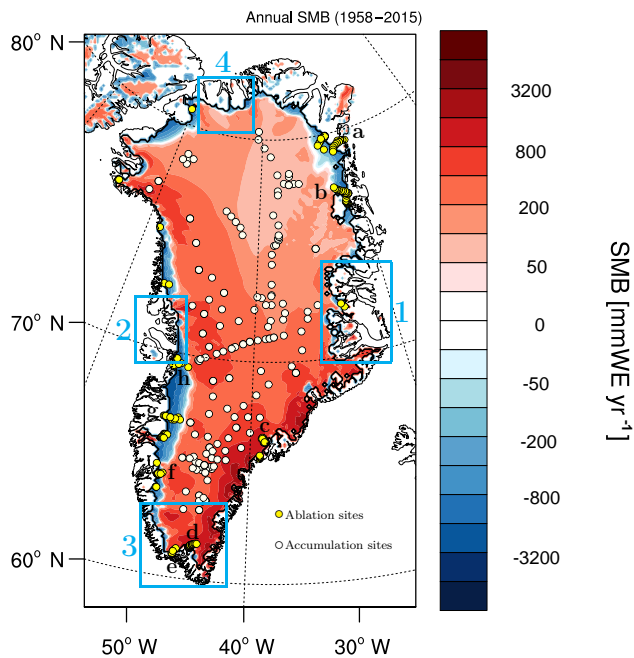 Annual SMB (1958−2015)
80° N
4
a
3200
800
b
200
50
1
SMB [mmWE yr⁻¹]
0
70° N
2
-50
h
-200
c
f
-800
Ablation sites
3
d
Accumulation sites
-3200
60° N
e
50° W 40° W 30° W